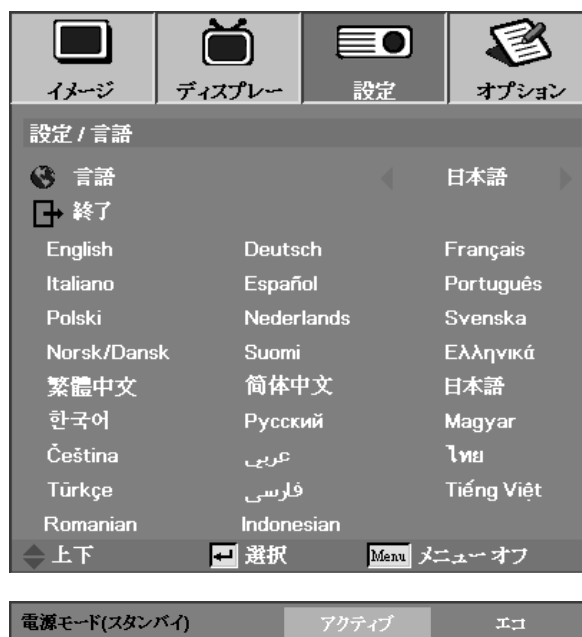 イメージ ディスプレー 設定 オプション
設定 / 言語
言語 日本語
終了
English Deutsch Français
Italiano Español Português
Polski Nederlands Svenska
Norsk/Dansk Suomi Ελληνικά
繁體中文 简体中文 日本語
한국어 Русский Magyar
Čeština عربي ไทย
Türkçe فارسی Tiếng Việt
Romanian Indonesian
上下 選択 Menu メニュー オフ
電源モード(スタンバイ) アクティブ エコ